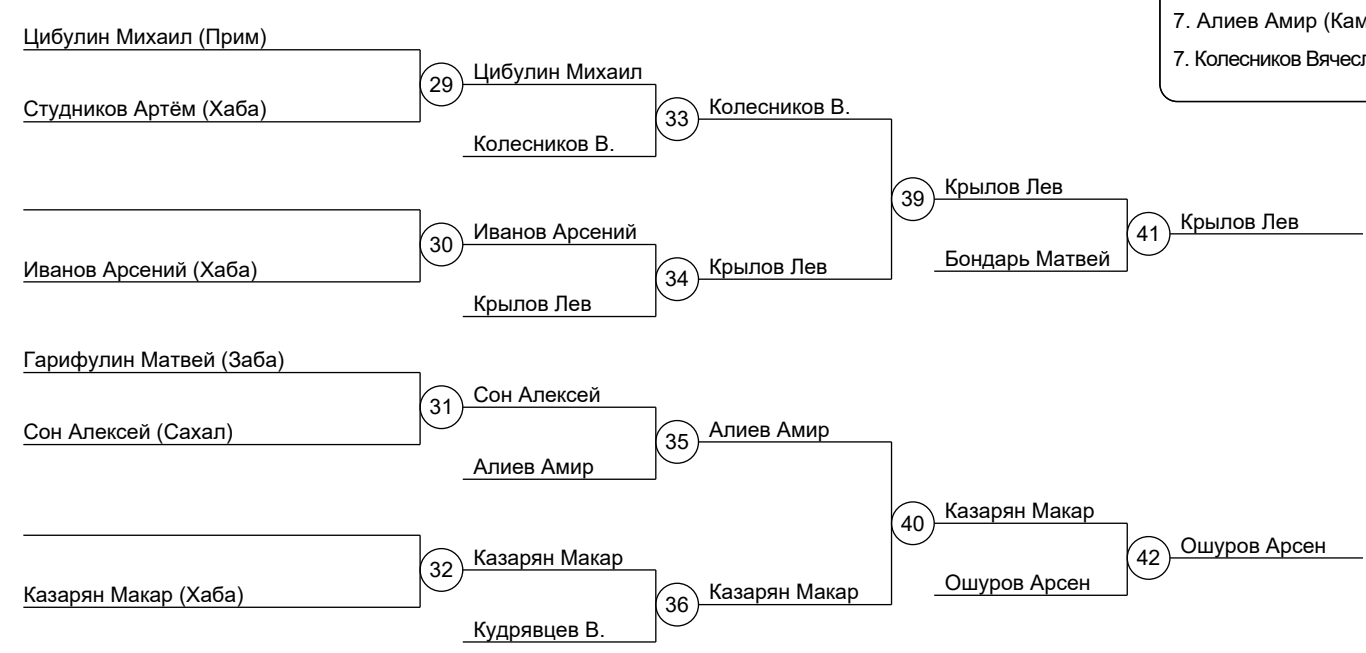 7. Алиев Амир
7. Колесников
Цибулин Михаил (Прим)
29
Цибулин Михаил
Студников Артём (Хаба)
33
Колесников В.
Колесников В.
39
Крылов Лев
30
Иванов Арсений
Иванов Арсений (Хаба)
41
Крылов Лев
34
Крылов Лев
Бондарь Матвей
Крылов Лев
Гарифулин Матвей (Заба)
31
Сон Алексей
Сон Алексей (Сахал)
35
Алиев Амир
Алиев Амир
40
Казарян Макар
32
Казарян Макар
Казарян Макар (Хаба)
42
Ошуров Арсен
36
Казарян Макар
Ошуров Арсен
Кудрявцев В.